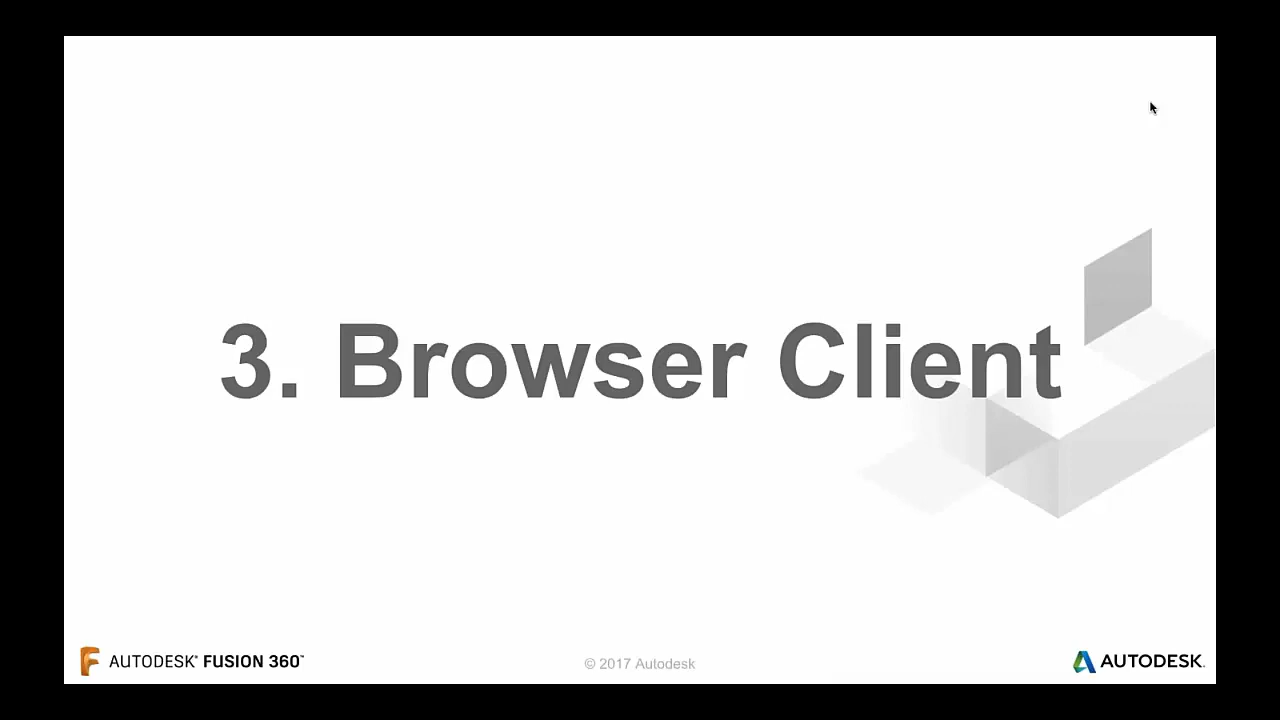 3. Browser Client
AUTODESK® FUSION 360™
© 2017 Autodesk
AUTODESK.